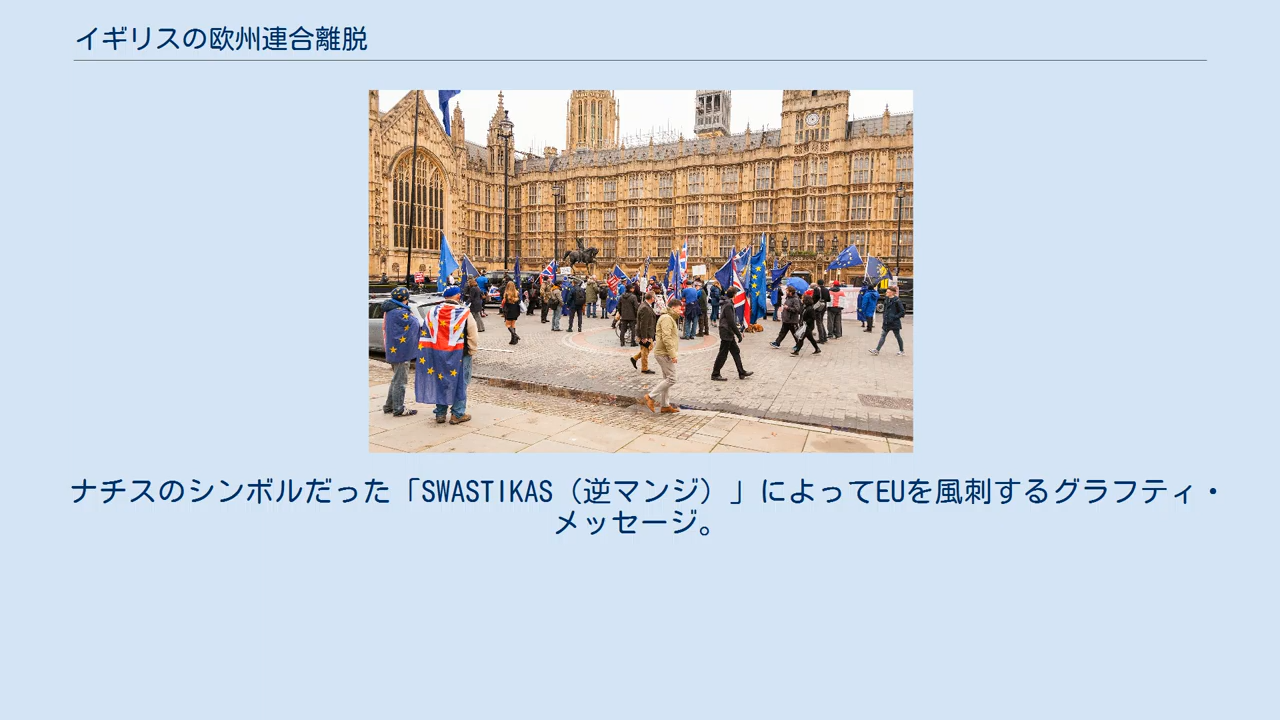 イギリスの欧州連合離脱
ナチスのシンボルだった「SWASTIKAS（逆マンジ）」によってEUを風刺するグラフティ・
メッセージ。